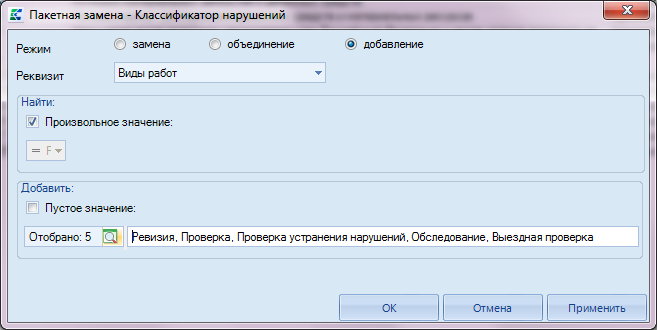 Пакетная замена - Классификатор нарушений
Режим замена объединение добавление
Реквизит Виды работ
Найти:
Произвольное значение:
= F
Добавить:
Пустое значение:
Отобрано: 5 Ревизия, Проверка, Проверка устранения нарушений, Обследование, Выездная проверка
ОК Отмена Применить